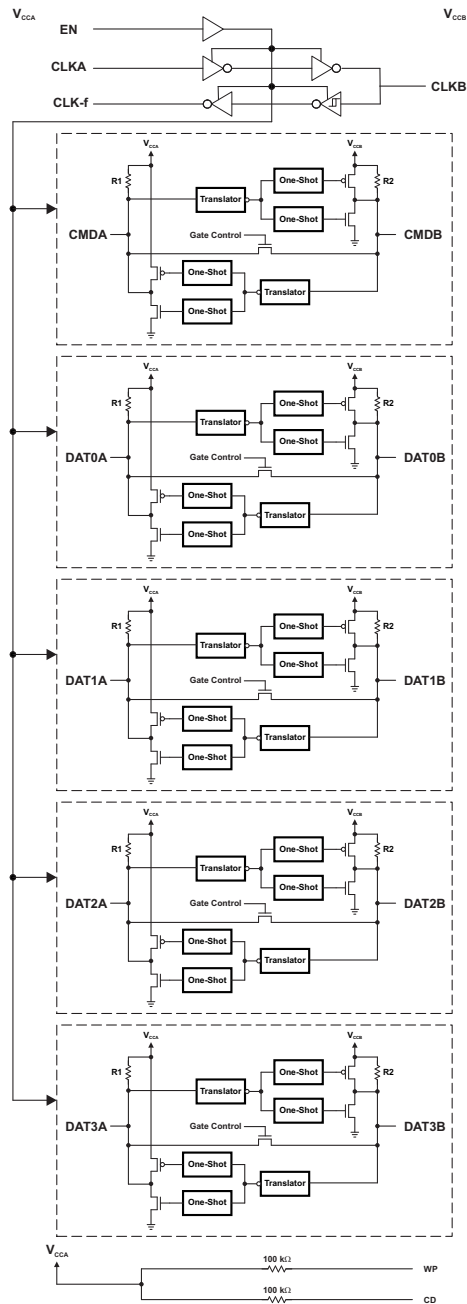 VCCA VCCB
EN
CLKA
CLKB
CLK-f
VCCA VCCB
R1 One-Shot R2
Translator
One-Shot
CMDA Gate Control CMDB
One-Shot
Translator
One-Shot
VCCA VCCB
R1 One-Shot R2
Translator
One-Shot
DAT0A Gate Control DAT0B
One-Shot
Translator
One-Shot
VCCA VCCB
R1 One-Shot R2
Translator
One-Shot
DAT1A Gate Control DAT1B
One-Shot
Translator
One-Shot
VCCA VCCB
R1 One-Shot R2
Translator
One-Shot
DAT2A Gate Control DAT2B
One-Shot
Translator
One-Shot
VCCA VCCB
R1 One-Shot R2
Translator
One-Shot
DAT3A Gate Control DAT3B
One-Shot
Translator
One-Shot
VCCA
100 kΩ WP
100 kΩ CD